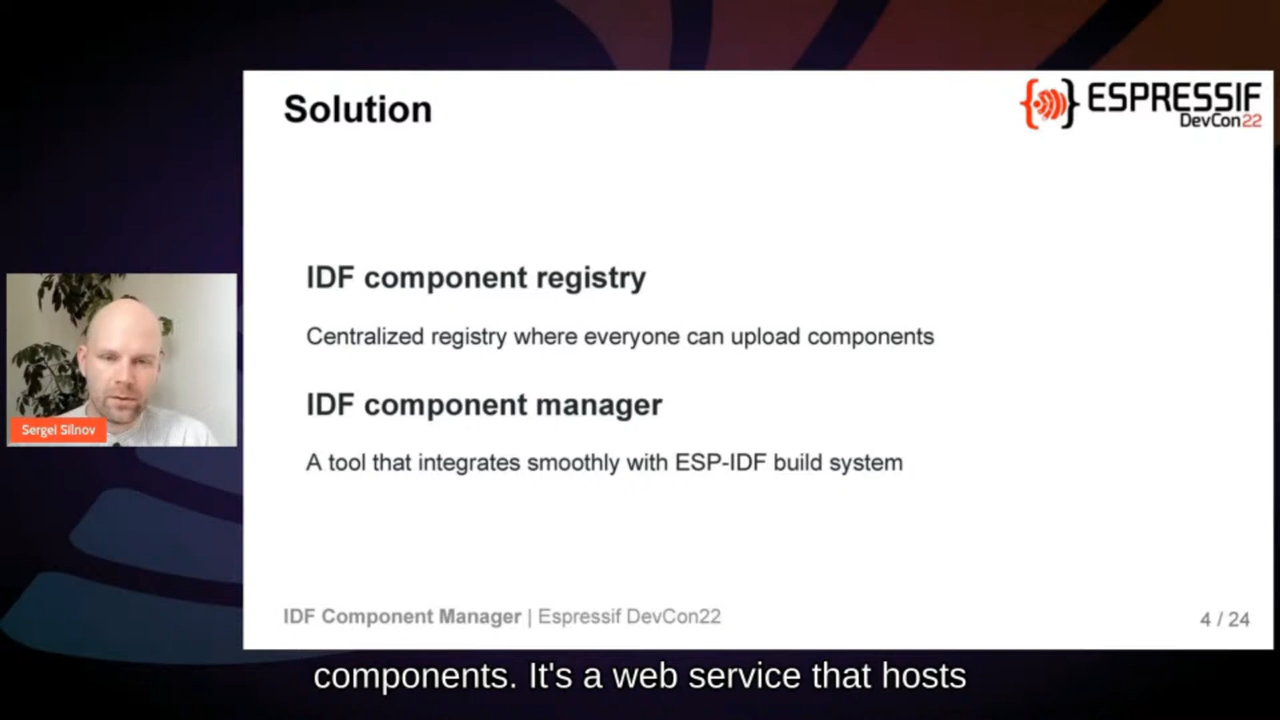 Solution
ESPRESSIF
DevCon22
IDF component registry
Centralized registry where everyone can upload components
IDF component manager
A tool that integrates smoothly with ESP-IDF build system
Sergei Silnov
IDF Component Manager | Espressif DevCon22
4 / 24
components. It's a web service that hosts